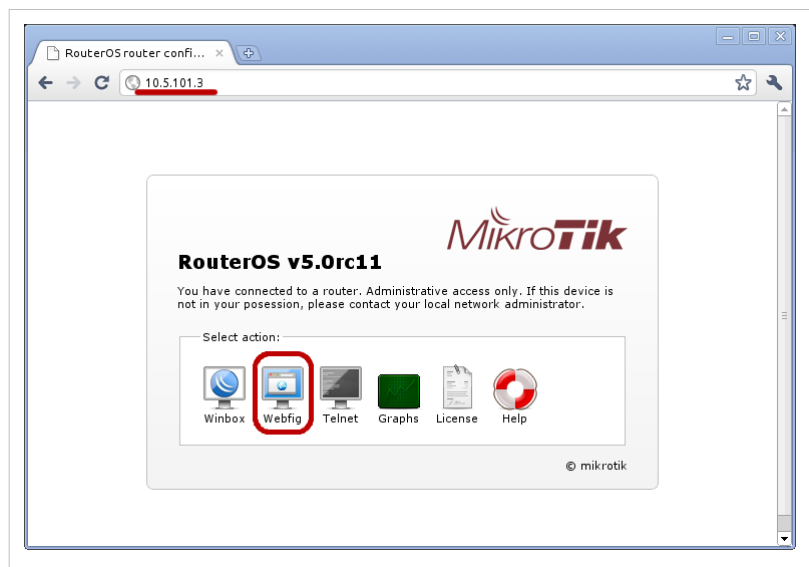 RouterOS router confi...
10.5.101.3
MikroTik
RouterOS v5.0rc11
You have connected to a router. Administrative access only. If this device is
not in your posession, please contact your local network administrator.
Select action:
Winbox Webfig Telnet Graphs License Help
© mikrotik